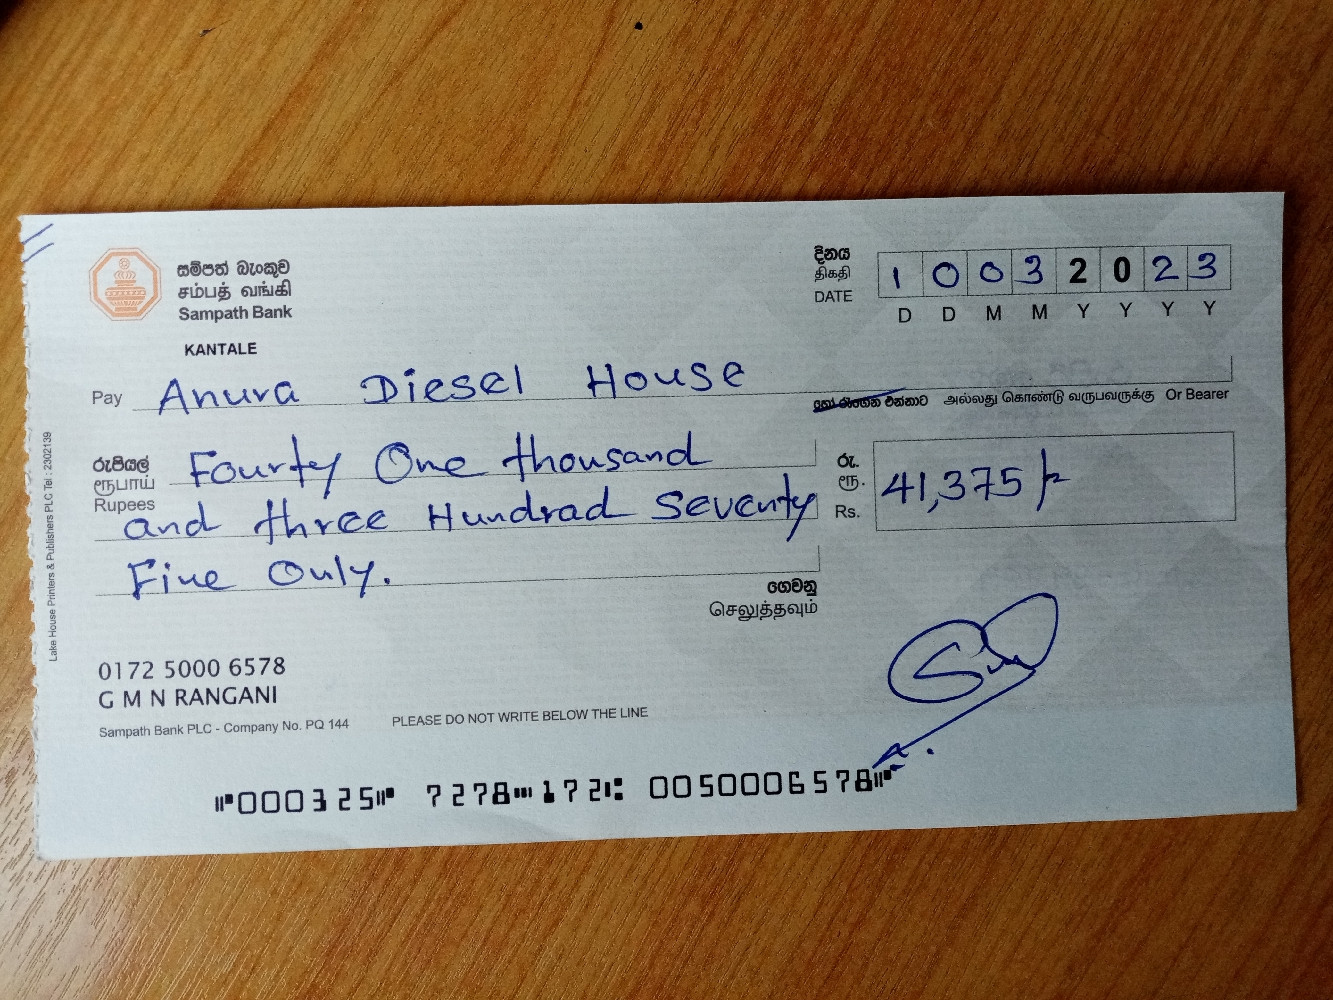 සම්පත් බැංකුව
சம்பத் வங்கி
Sampath Bank
KANTALE
දිනය
திகதி
DATE
1 0 0 3 2 0 2 3
D D M M Y Y Y Y
Pay Anura Diesel House
හෝ රැගෙන එන්නාට அல்லது கொண்டு வருபவருக்கு Or Bearer
රුපියල්
ரூபாய்
Rupees
Fourty One thousand
and three Hundrad Seventy
Five Only.
රු.
ரூ.
Rs.
41,375/-
ගෙවනු
செலுத்தவும்
0172 5000 6578
G M N RANGANI
Sampath Bank PLC - Company No. PQ 144
PLEASE DO NOT WRITE BELOW THE LINE
⑈000325⑈ 7278⑉172⑆ 0050006578⑈
Lake House Printers & Publishers PLC Tel : 2302139